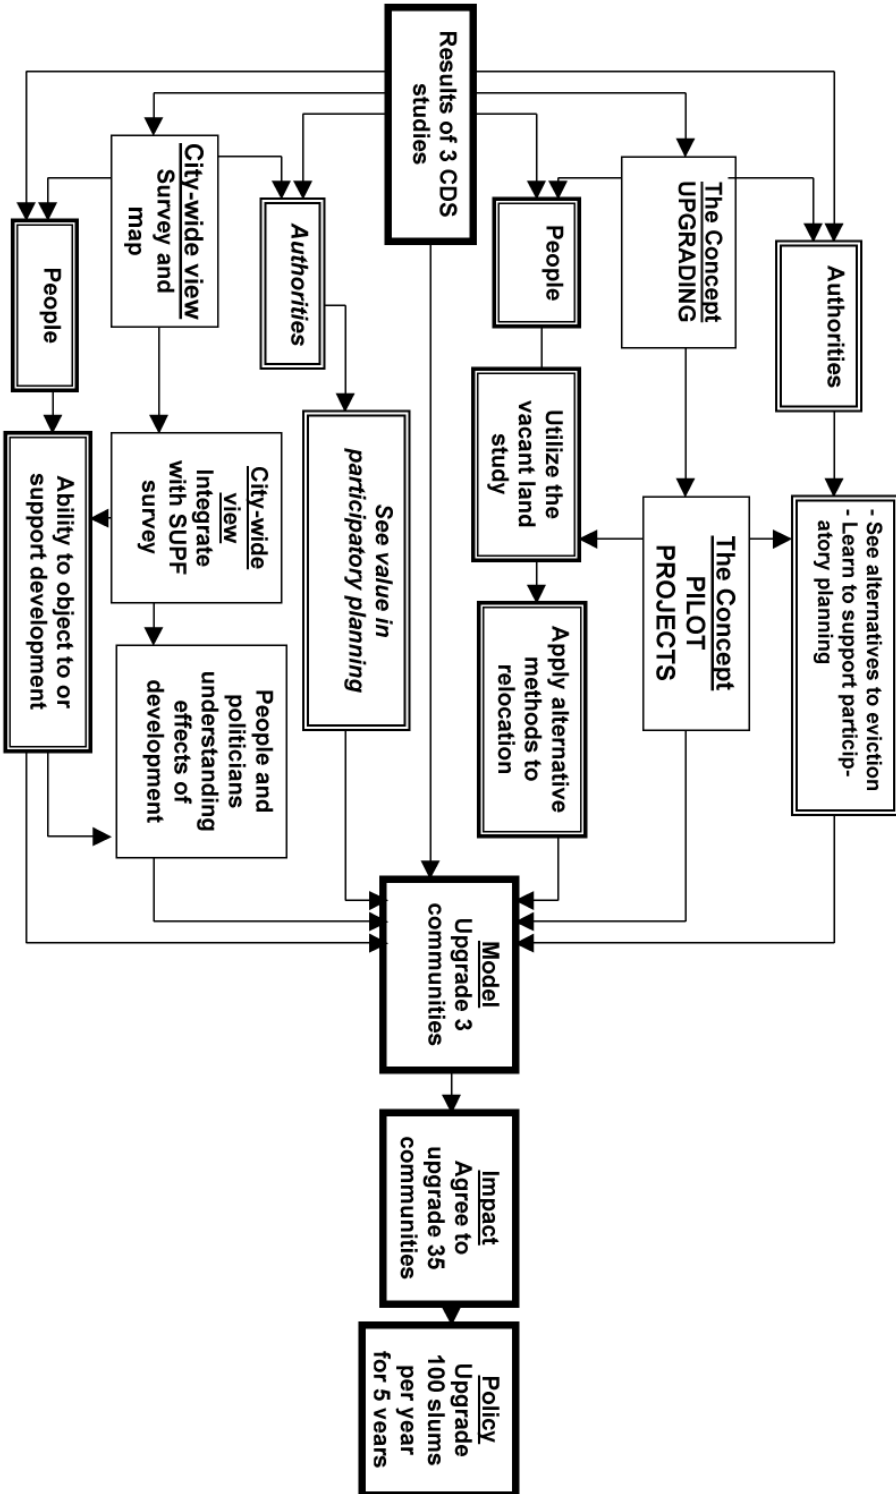 Authorities
- See alternatives to eviction
- Learn to support particip-
atory planning
The Concept
UPGRADING
The Concept
PILOT
PROJECTS
People
Utilize the
vacant land
study
Apply alternative
methods to
relocation
Results of 3 CDS
studies
Model
Upgrade 3
communities
Impact
Agree to
upgrade 35
communities
Policy
Upgrade
100 slums
per year
for 5 years
Authorities
See value in
participatory planning
City-wide view
Survey and
map
City-wide
view
Integrate
with SUPF
survey
People and
politicians
understanding
effects of
development
People
Ability to object to or
support development